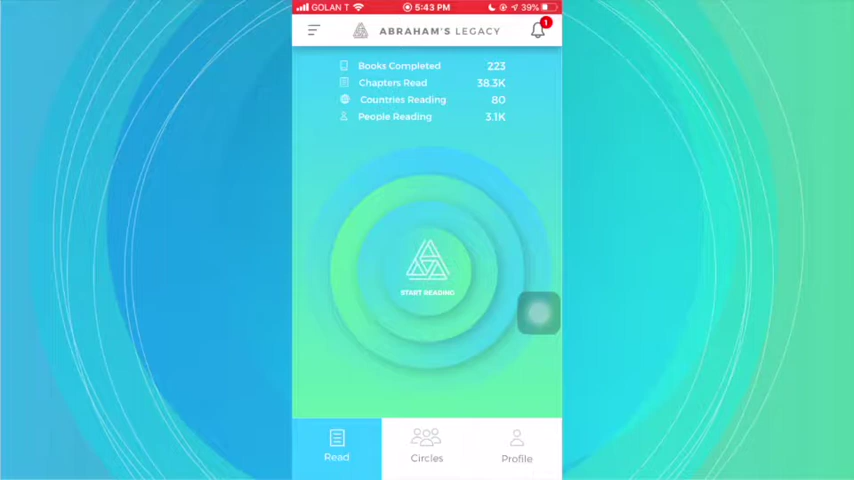 GOLAN T 5:43 PM 39%
ABRAHAM'S LEGACY 1
Books Completed 223
Chapters Read 38.3K
Countries Reading 80
People Reading 3.1K
START READING
Read Circles Profile